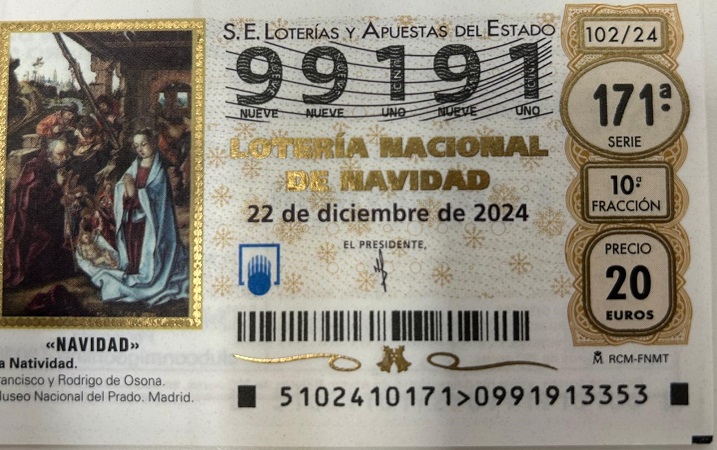 S.E. LOTERÍAS Y APUESTAS DEL ESTADO
99191
NUEVE NUEVE UNO NUEVE UNO
LOTERÍA NACIONAL
DE NAVIDAD
22 de diciembre de 2024
EL PRESIDENTE,
102/24
171ª
SERIE
10ª
FRACCIÓN
PRECIO
20
EUROS
RCM-FNMT
5102410171>0991913353
«NAVIDAD»
a Natividad.
rancisco y Rodrigo de Osona.
Museo Nacional del Prado. Madrid.